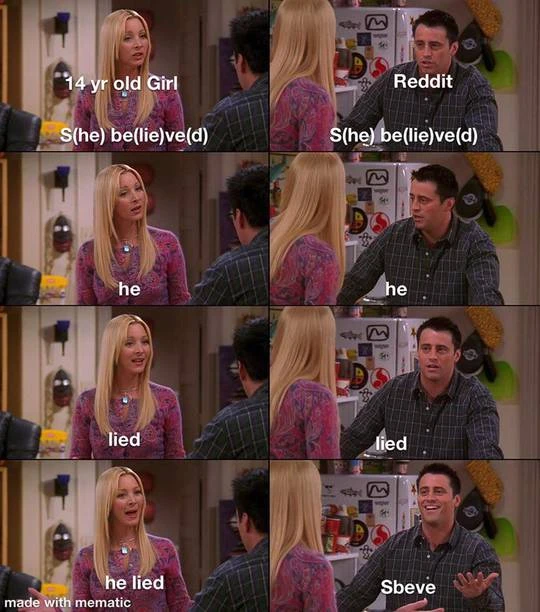 14 yr old Girl
Reddit
S(he) be(lie)ve(d)
S(he) be(lie)ve(d)
he
he
lied
lied
he lied
Sbeve
made with mematic